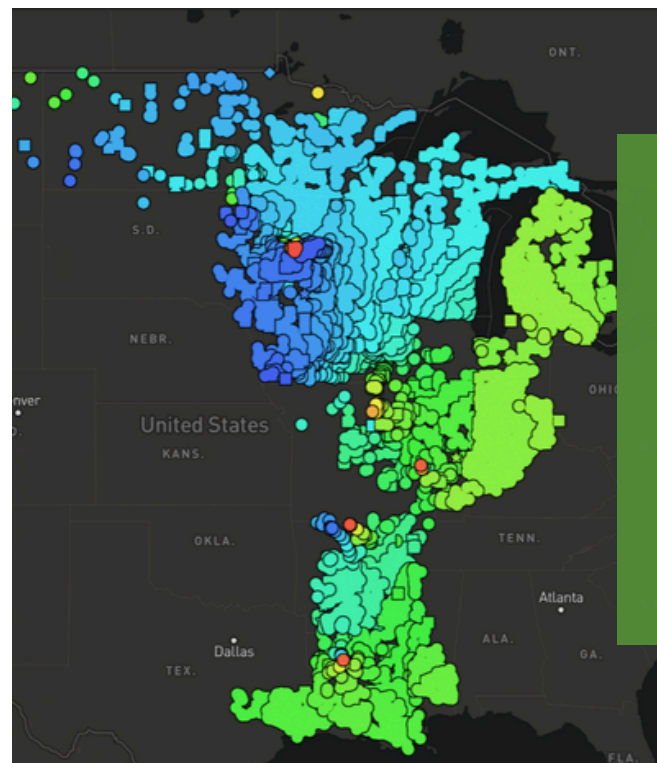 ONT.
S.D.
NEBR.
OHIO
nver
O.
United States
KANS.
OKLA.
TENN.
Atlanta
Dallas
ALA.
GA.
TEX.
FLA.